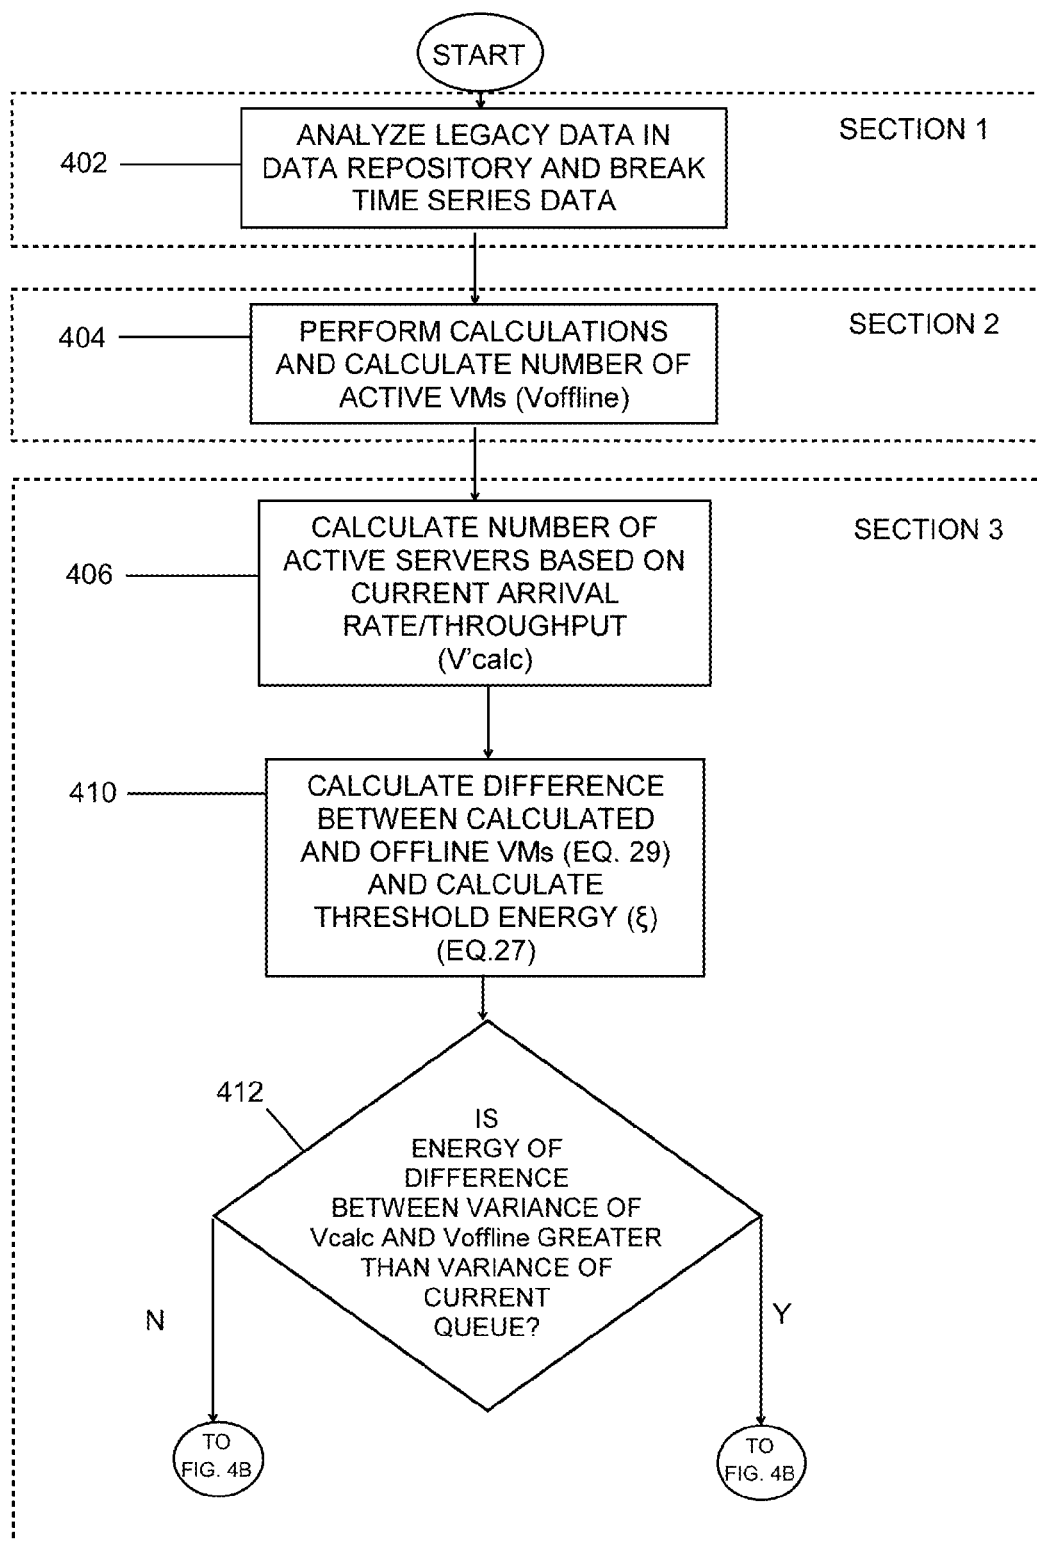 START
SECTION 1
402
ANALYZE LEGACY DATA IN
DATA REPOSITORY AND BREAK
TIME SERIES DATA
SECTION 2
404
PERFORM CALCULATIONS
AND CALCULATE NUMBER OF
ACTIVE VMs (Voffline)
SECTION 3
406
CALCULATE NUMBER OF
ACTIVE SERVERS BASED ON
CURRENT ARRIVAL
RATE/THROUGHPUT
(V'calc)
410
CALCULATE DIFFERENCE
BETWEEN CALCULATED
AND OFFLINE VMs (EQ. 29)
AND CALCULATE
THRESHOLD ENERGY (ξ)
(EQ.27)
412
IS
ENERGY OF
DIFFERENCE
BETWEEN VARIANCE OF
Vcalc AND Voffline GREATER
THAN VARIANCE OF
CURRENT
QUEUE?
N
Y
TO
FIG. 4B
TO
FIG. 4B